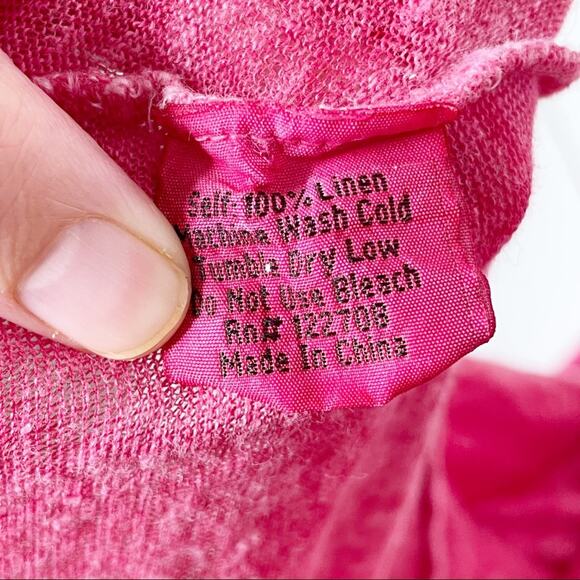 Self: 100% Linen
Machine Wash Cold
Tumble Dry Low
Do Not Use Bleach
Rn# 122708
Made In China